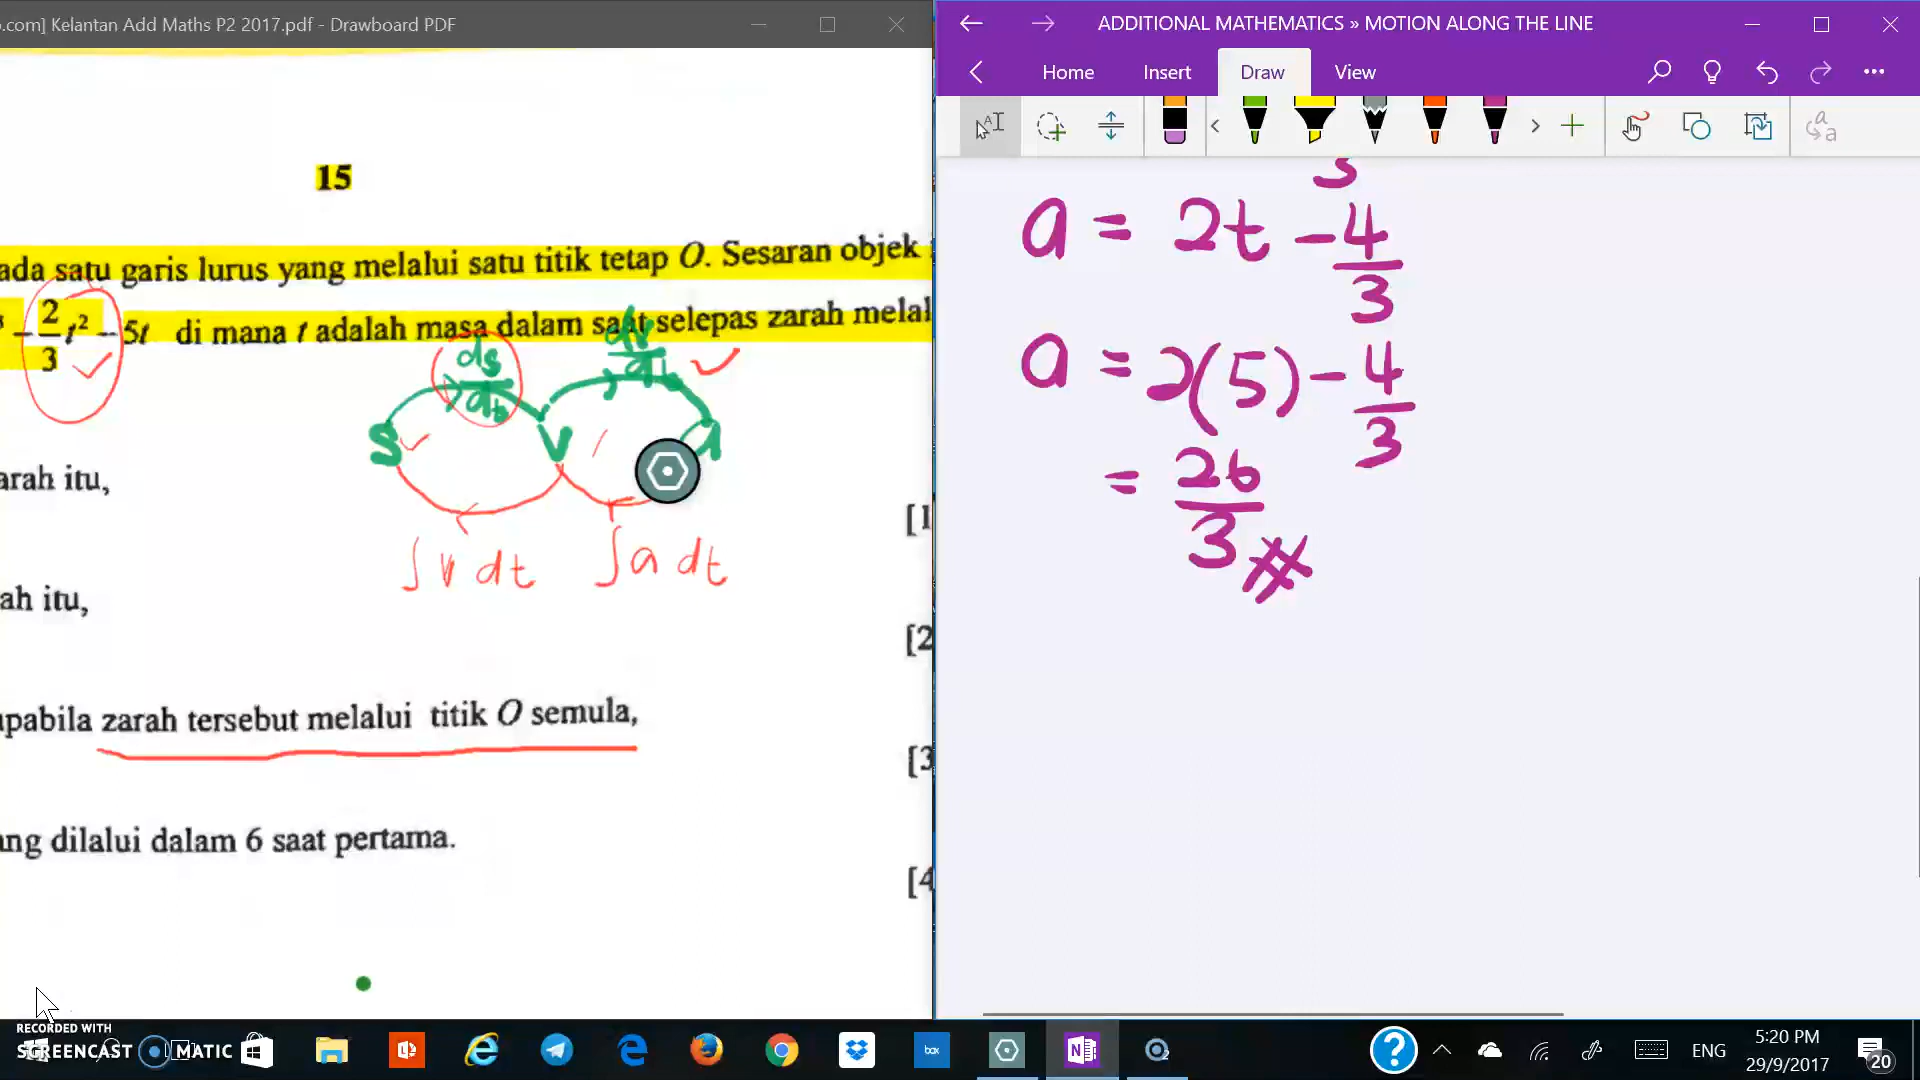 o.com] Kelantan Add Maths P2 2017.pdf - Drawboard PDF
15
ada satu garis lurus yang melalui satu titik tetap O. Sesaran objek
- 2/3 t² - 5t di mana t adalah masa dalam saat selepas zarah melal
ds/dt
dv/dt
S
V
∫ v dt
∫ a dt
arah itu,
[1
ah itu,
[2
apabila zarah tersebut melalui titik O semula,
[3
ang dilalui dalam 6 saat pertama.
[4
ADDITIONAL MATHEMATICS » MOTION ALONG THE LINE
Home Insert Draw View
a = 2t - 4/3
a = 2(5) - 4/3
= 26/3 #
RECORDED WITH
SCREENCAST MATIC
box
ENG
5:20 PM
29/9/2017
20